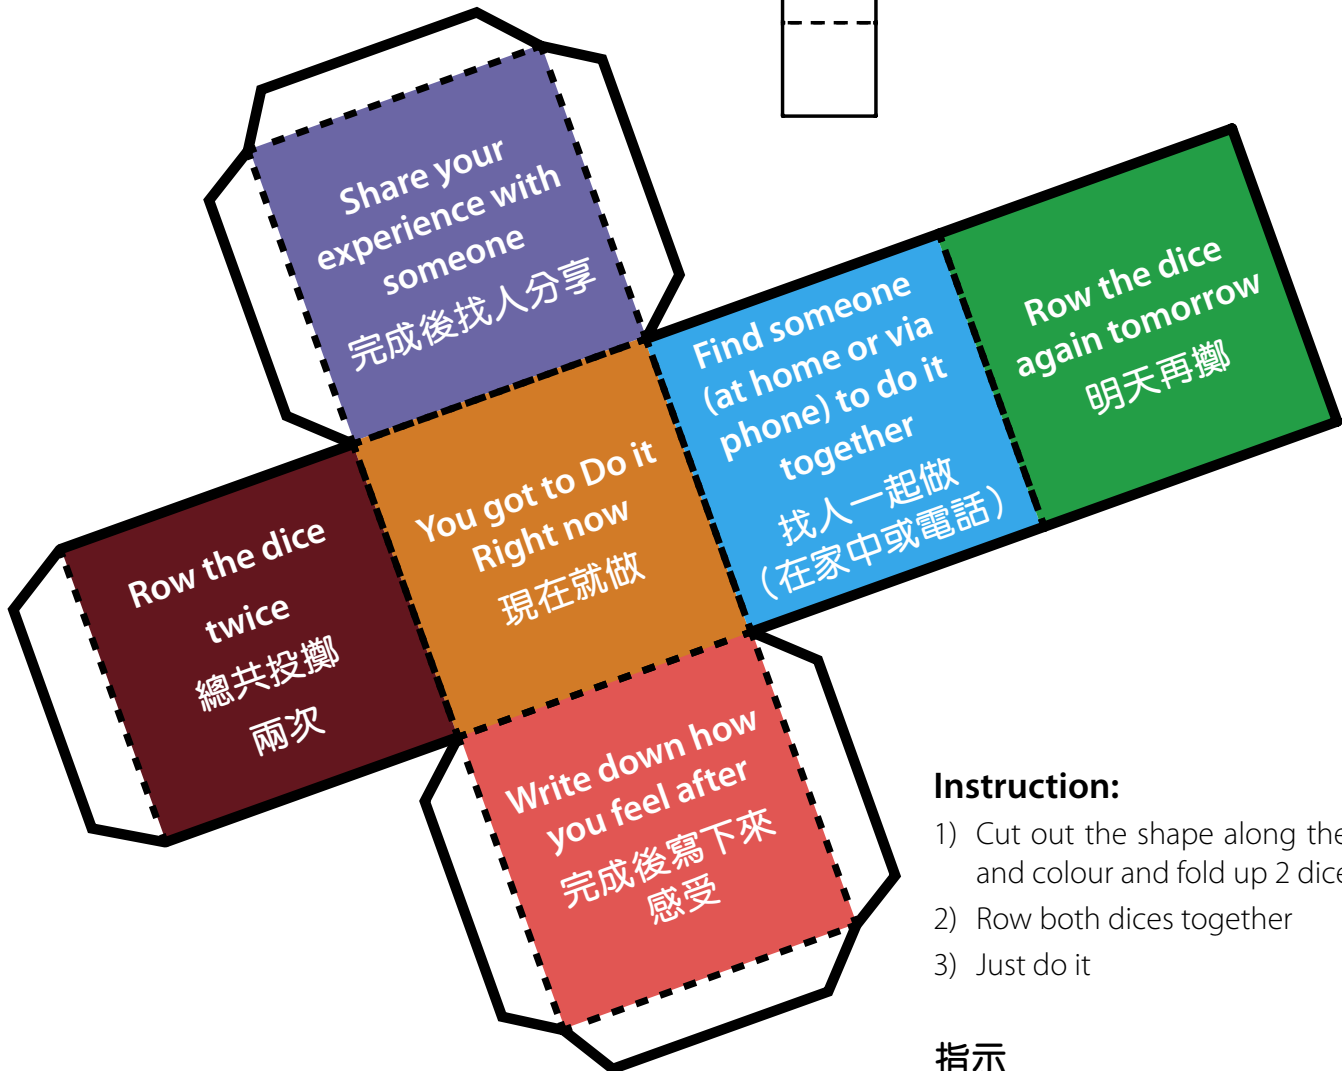 Share your
experience with
someone
完成後找人分享
Find someone
(at home or via
phone) to do it
together
找人一起做
（在家中或電話）
Row the dice
again tomorrow
明天再擲
Row the dice
twice
總共投擲
兩次
You got to Do it
Right now
現在就做
Write down how
you feel after
完成後寫下來
感受
Instruction:
1) Cut out the shape along the
and colour and fold up 2 dice
2) Row both dices together
3) Just do it
指示